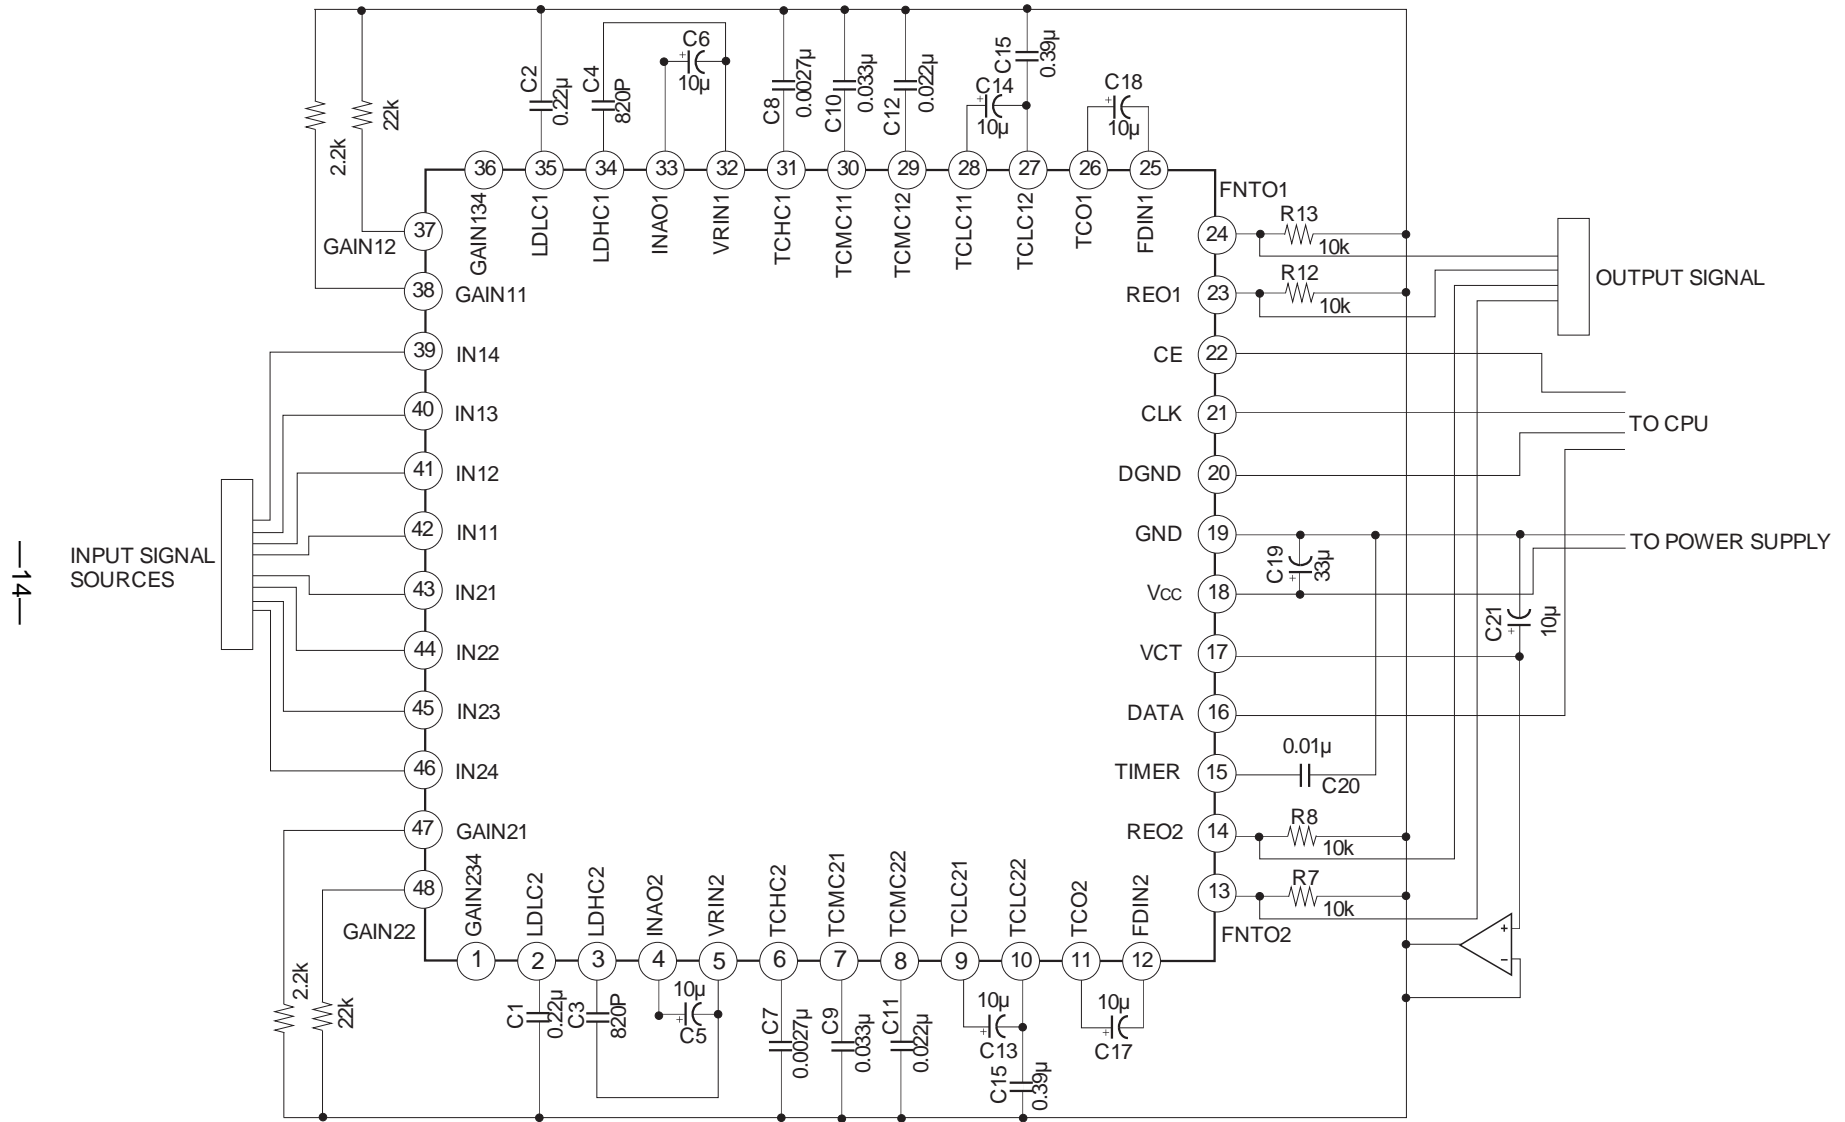 C2
0.22µ
C4
820P
C6
10µ
C8
0.0027µ
C10
0.033µ
C12
0.022µ
C14
10µ
C15
0.39µ
C18
10µ
2.2k
22k
36
35
34
33
32
31
30
29
28
27
26
25
GAIN134
LDLC1
LDHC1
INAO1
VRIN1
TCHC1
TCMC11
TCMC12
TCLC11
TCLC12
TCO1
FDIN1
37
GAIN12
38
GAIN11
39
IN14
40
IN13
41
IN12
42
IN11
43
IN21
44
IN22
45
IN23
46
IN24
47
GAIN21
48
GAIN22
INPUT SIGNAL
SOURCES
—14—
FNTO1
24
R13
10k
REO1
23
R12
10k
OUTPUT SIGNAL
CE
22
CLK
21
TO CPU
DGND
20
GND
19
TO POWER SUPPLY
C19
33µ
Vcc
18
C21
10µ
VCT
17
DATA
16
0.01µ
TIMER
15
C20
REO2
14
R8
10k
13
R7
10k
FNTO2
+
−
GAIN234
LDLC2
LDHC2
INAO2
VRIN2
TCHC2
TCMC21
TCMC22
TCLC21
TCLC22
TCO2
FDIN2
1
2
3
4
5
6
7
8
9
10
11
12
2.2k
22k
C1
0.22µ
C3
820P
10µ
C5
C7
0.0027µ
C9
0.033µ
C11
0.022µ
10µ
C13
C15
0.39µ
10µ
C17